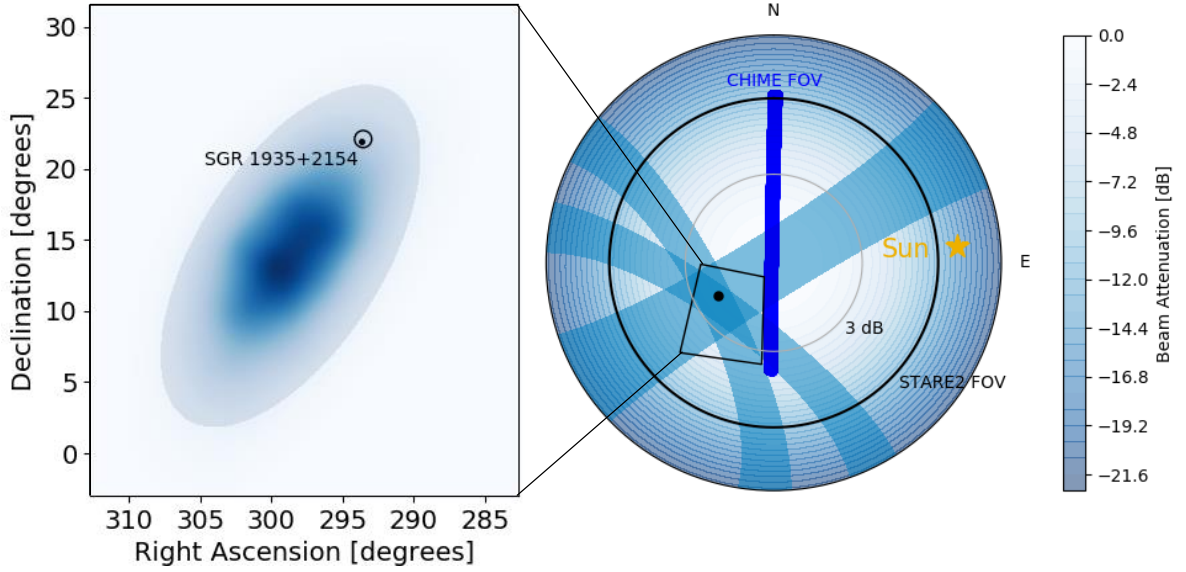 30
25
20
15
10
5
0
Declination [degrees]
SGR 1935+2154
310 305 300 295 290 285
Right Ascension [degrees]
N
CHIME FOV
Sun
E
3 dB
STARE2 FOV
0.0
−2.4
−4.8
−7.2
−9.6
−12.0
−14.4
−16.8
−19.2
−21.6
Beam Attenuation [dB]